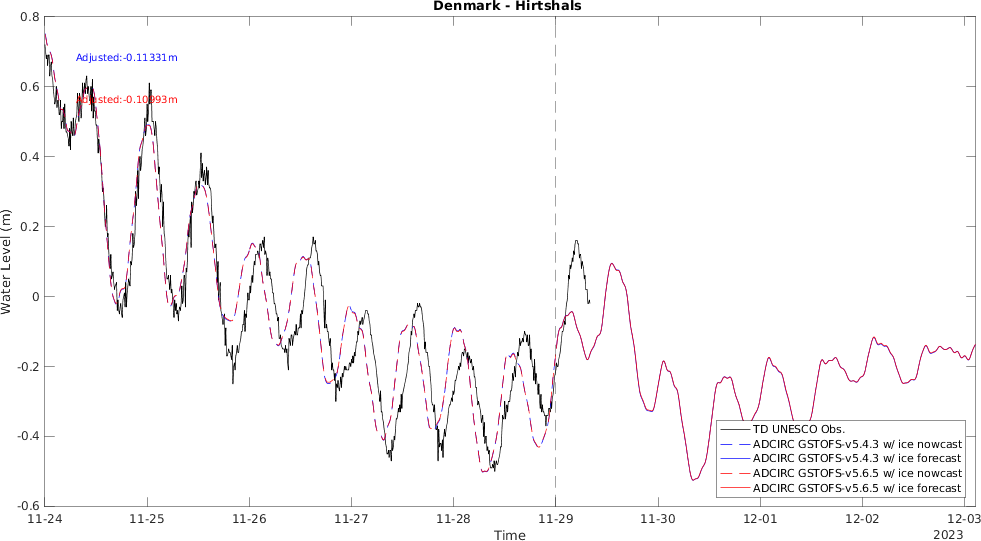 Denmark - Hirtshals
0.8
0.6
0.4
0.2
0
-0.2
-0.4
-0.6
Water Level (m)
Adjusted:-0.11331m
Adjusted:-0.10993m
TD UNESCO Obs.
ADCIRC GSTOFS-v5.4.3 w/ ice nowcast
ADCIRC GSTOFS-v5.4.3 w/ ice forecast
ADCIRC GSTOFS-v5.6.5 w/ ice nowcast
ADCIRC GSTOFS-v5.6.5 w/ ice forecast
11-24 11-25 11-26 11-27 11-28 11-29 11-30 12-01 12-02 12-03
Time
2023